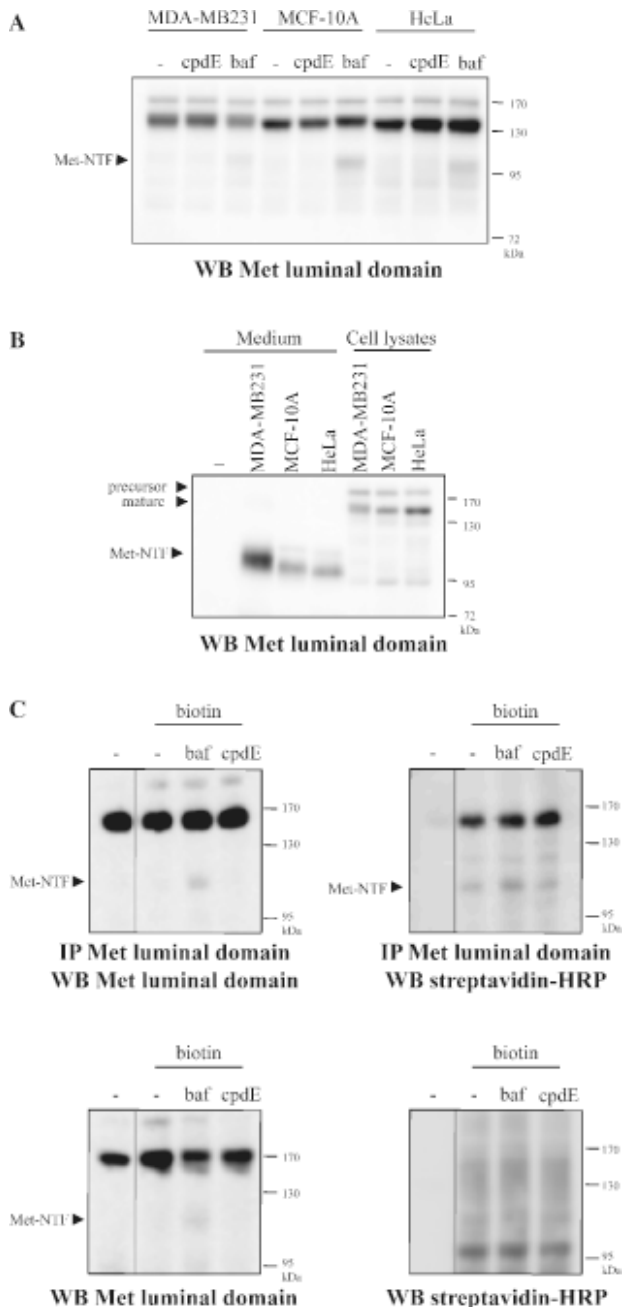 A
MDA-MB231 MCF-10A HeLa
- cpdE baf - cpdE baf - cpdE baf
170
130
Met-NTF
95
72
kDa
WB Met luminal domain
B
Medium Cell lysates
– MDA-MB231 MCF-10A HeLa MDA-MB231 MCF-10A HeLa
precursor
mature
170
130
Met-NTF
95
72
kDa
WB Met luminal domain
C
biotin
- - baf cpdE
170
130
Met-NTF
95
kDa
IP Met luminal domain
WB Met luminal domain
biotin
- - baf cpdE
170
130
Met-NTF
95
kDa
IP Met luminal domain
WB streptavidin-HRP
biotin
- - baf cpdE
170
130
Met-NTF
95
kDa
WB Met luminal domain
biotin
- - baf cpdE
170
130
95
kDa
WB streptavidin-HRP